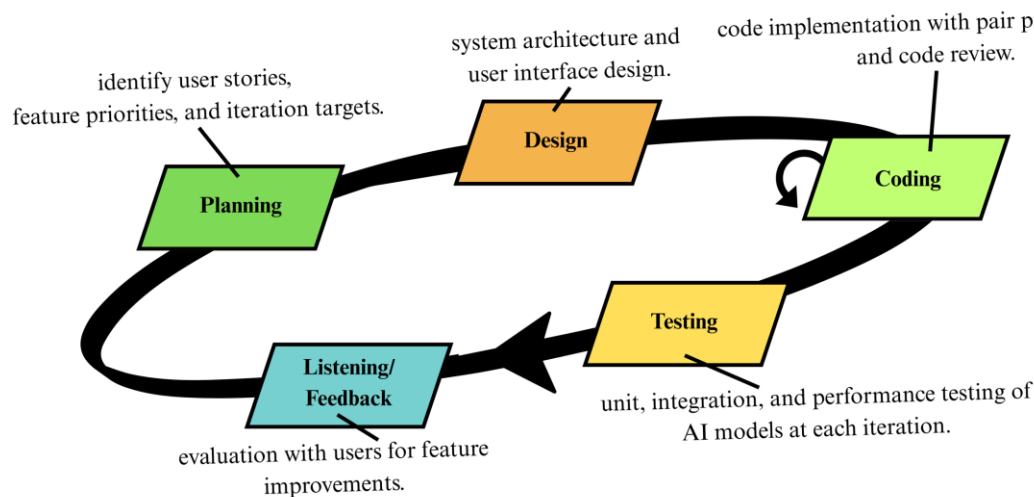 identify user stories,
feature priorities, and iteration targets.
Planning
system architecture and
user interface design.
Design
code implementation with pair p
and code review.
Coding
Testing
unit, integration, and performance testing of
AI models at each iteration.
Listening/
Feedback
evaluation with users for feature
improvements.